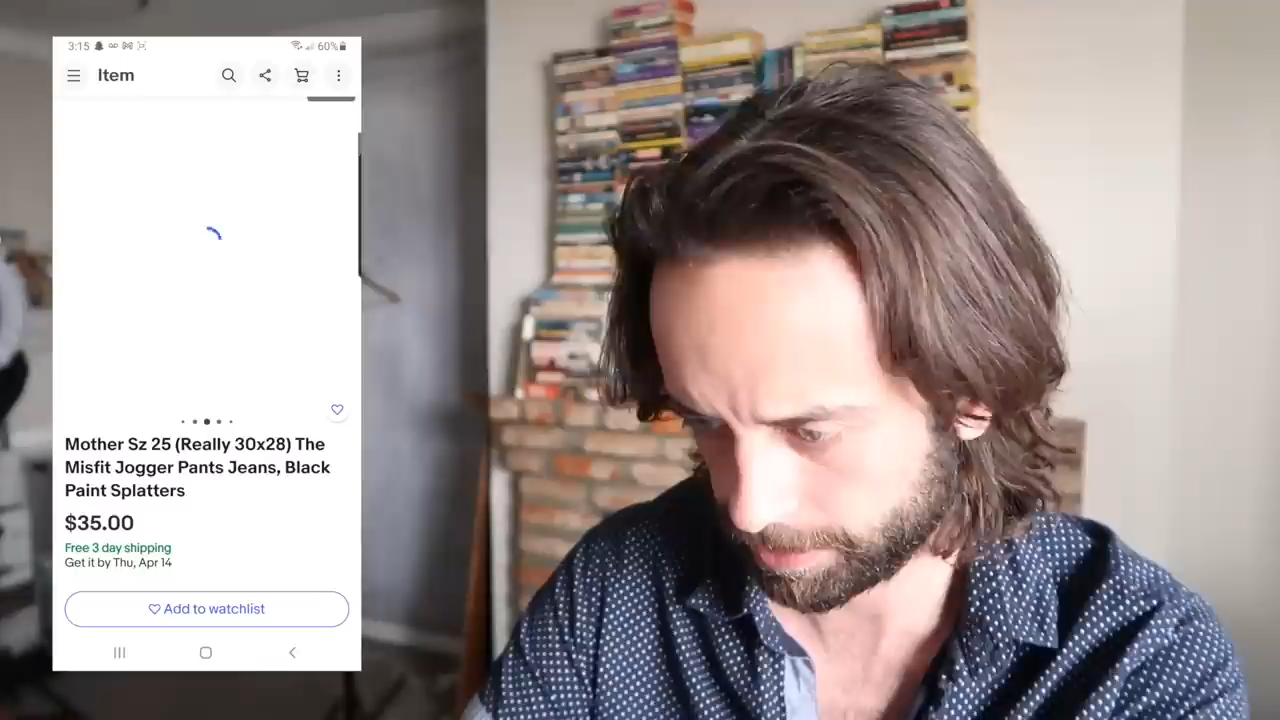 3:15
60%
Item
Mother Sz 25 (Really 30x28) The
Misfit Jogger Pants Jeans, Black
Paint Splatters
$35.00
Free 3 day shipping
Get it by Thu, Apr 14
Add to watchlist